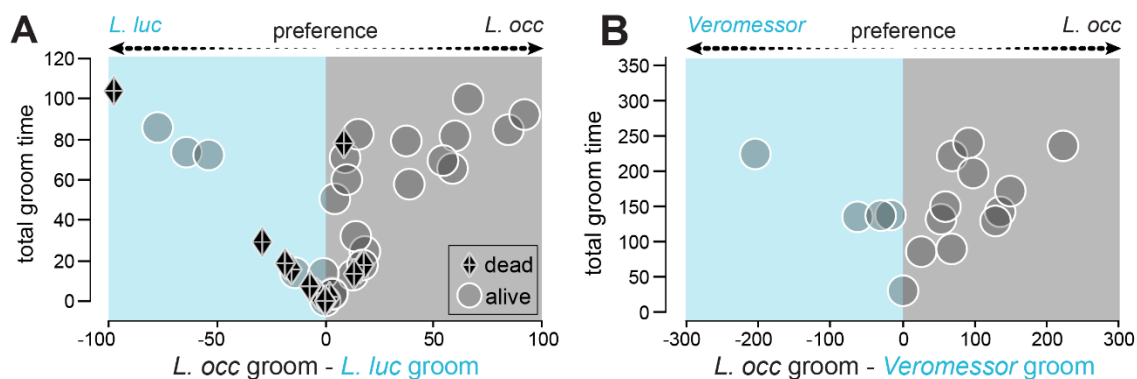 A
L. luc
preference
L. occ
total groom time
120
100
80
60
40
20
0
dead
alive
-100
-50
0
50
100
L. occ groom - L. luc groom
B
Veromessor
preference
L. occ
total groom time
350
300
250
200
150
100
50
0
-300
-200
-100
0
100
200
300
L. occ groom - Veromessor groom